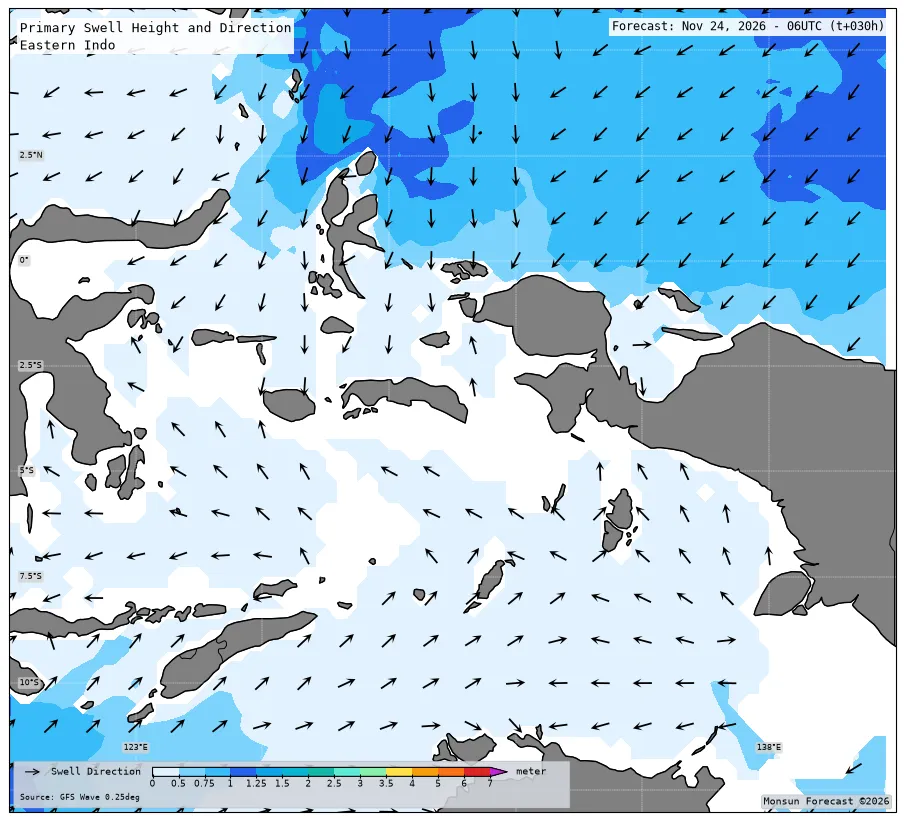 Primary Swell Height and Direction
Eastern Indo
Forecast: Nov 24, 2026 - 06UTC (t+030h)
2.5°N
0°
2.5°S
5°S
7.5°S
10°S
123°E
138°E
Swell Direction
0 0.5 0.75 1 1.25 1.5 2 2.5 3 3.5 4 5 6 7
meter
Source: GFS Wave 0.25deg
Monsun Forecast ©2026